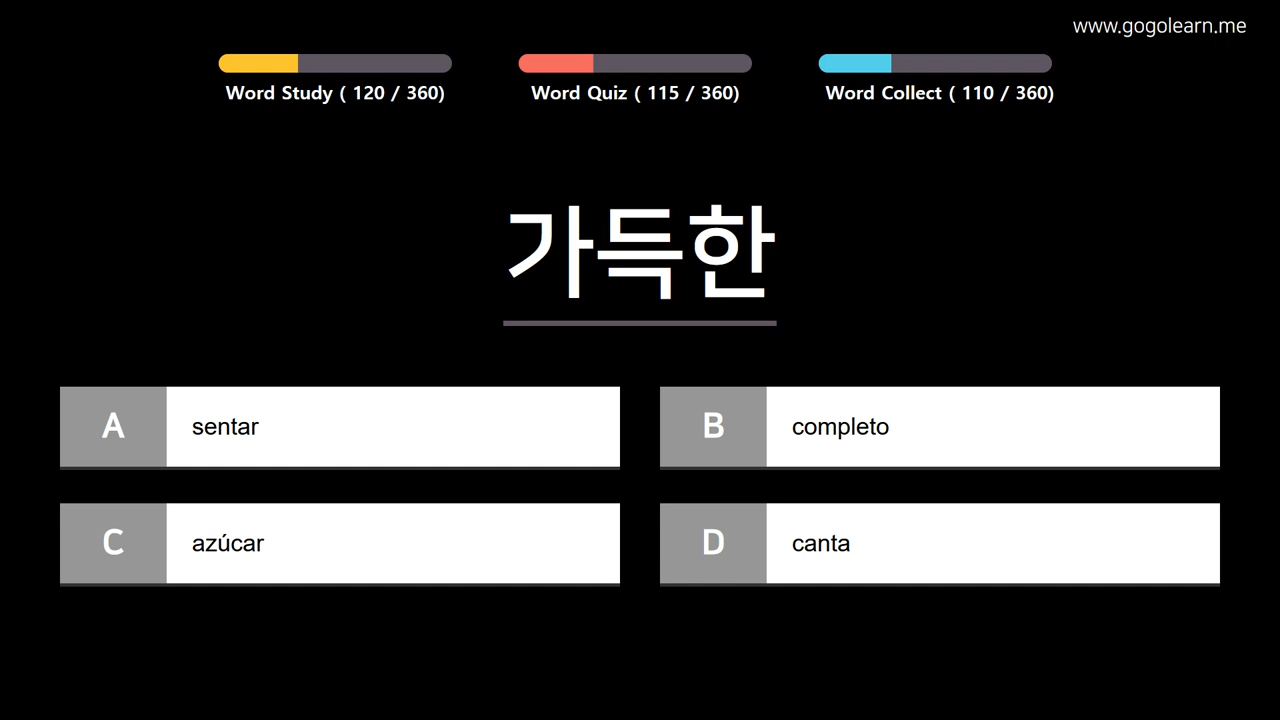 www.gogolearn.me
Word Study ( 120 / 360)
Word Quiz ( 115 / 360)
Word Collect ( 110 / 360)
가득한
A sentar
B completo
C azúcar
D canta